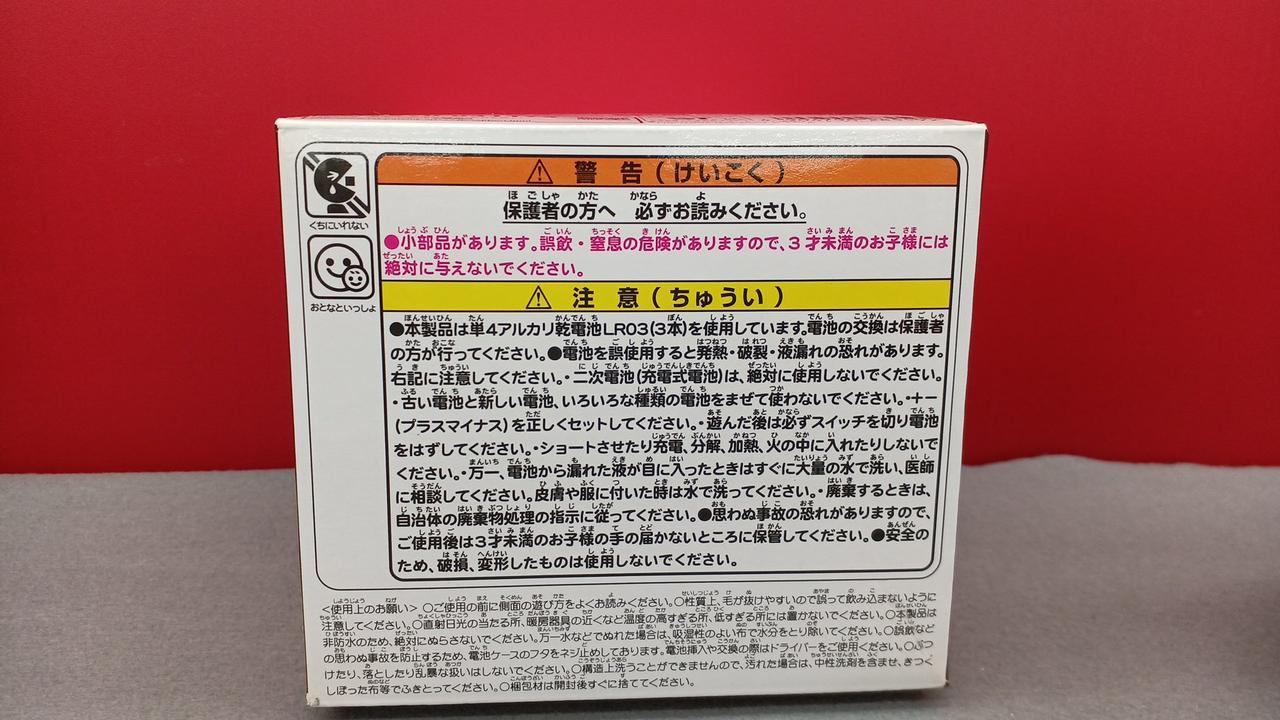 くちにいれない
おとなといっしょ
⚠ 警告(けいこく)
保護者の方へ 必ずお読みください。
●小部品があります。誤飲・窒息の危険がありますので、3才未満のお子様には
絶対に与えないでください。
⚠ 注意(ちゅうい)
●本製品は単4アルカリ乾電池LR03(3本)を使用しています。電池の交換は保護者
の方が行ってください。●電池を誤使用すると発熱・破裂・液漏れの恐れがあります。
右記に注意してください。・二次電池(充電式電池)は、絶対に使用しないでください。
・古い電池と新しい電池、いろいろな種類の電池をまぜて使わないでください。・+−
(プラスマイナス)を正しくセットしてください。・遊んだ後は必ずスイッチを切り電池
をはずしてください。・ショートさせたり充電、分解、加熱、火の中に入れたりしないで
ください。・万一、電池から漏れた液が目に入ったときはすぐに大量の水で洗い、医師
に相談してください。皮膚や服に付いた時は水で洗ってください。・廃棄するときは、
自治体の廃棄物処理の指示に従ってください。●思わぬ事故の恐れがありますので、
ご使用後は3才未満のお子様の手の届かないところに保管してください。●安全の
ため、破損、変形したものは使用しないでください。
<使用上のお願い> ○ご使用の前に側面の遊び方をよくお読みください。○性質上、毛が抜けやすいので誤って飲み込まないように
注意してください。○直射日光の当たる所、暖房器具の近くなど温度の高すぎる所、低すぎる所には置かないでください。○本製品は
非防水のため、絶対にぬらさないでください。万一水などでぬれた場合は、吸湿性のよい布で水分をとり除いてください。○誤飲など
の思わぬ事故を防止するため、電池ケースのフタをネジ止めしております。電池挿入や交換の際はドライバーをご使用ください。○ぶつ
けたり、落としたり乱暴な扱いはしないでください。○構造上洗うことができませんので、汚れた場合は、中性洗剤を含ませ、きつく
しぼった布等でふきとってください。○梱包材は開封後すぐに捨ててください。